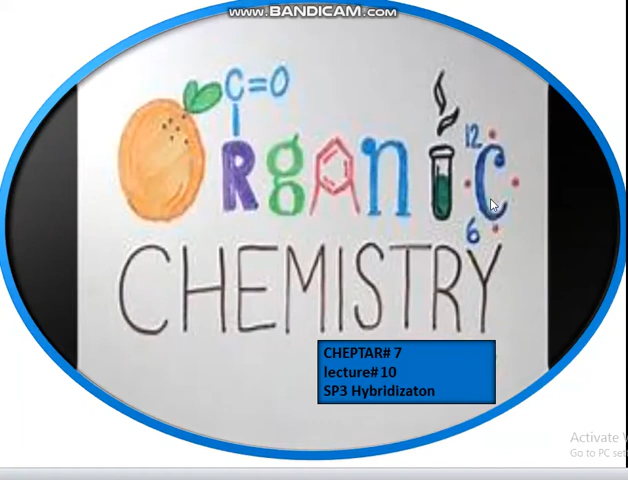 WWW.BANDICAM.COM
C=O
ORganiC
12
6
CHEMISTRY
CHEPTAR# 7
lecture# 10
SP3 Hybridizaton
Activate
Go to PC set